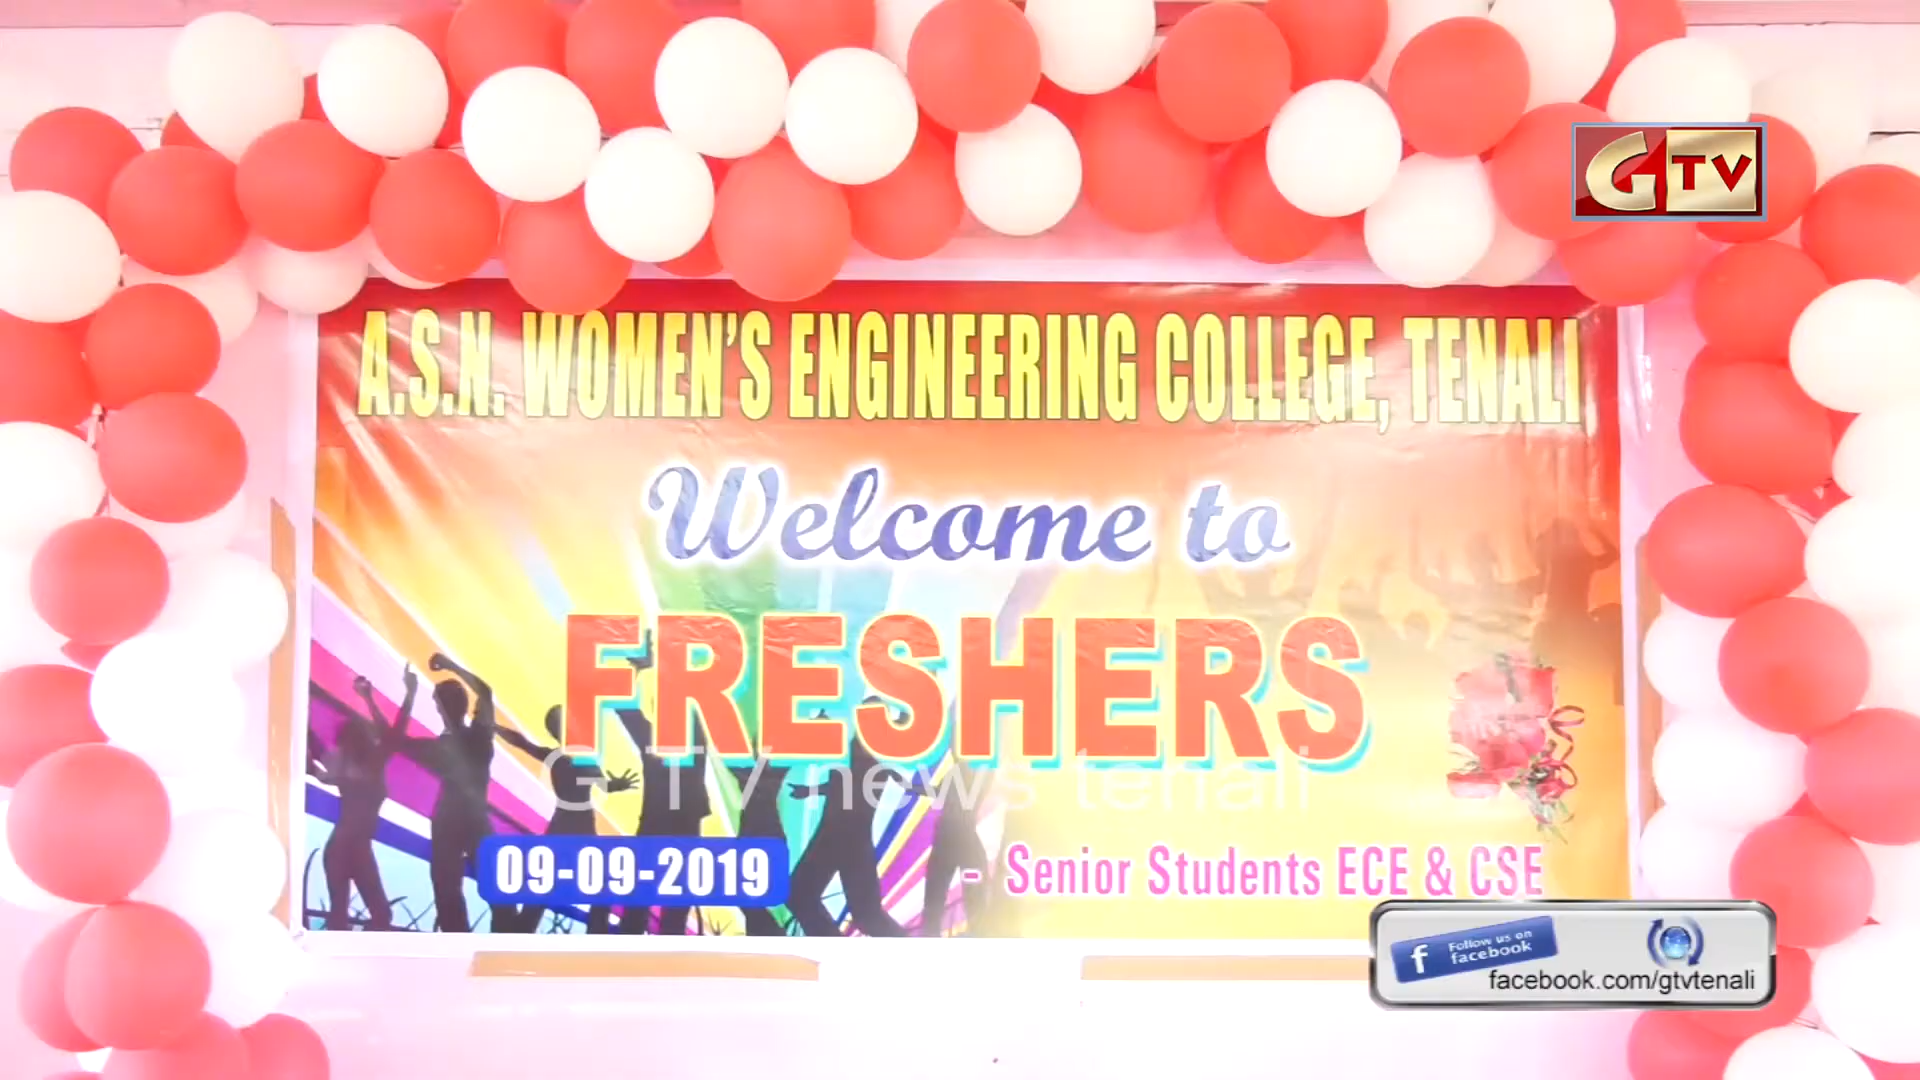 GTV
A.S.N. WOMEN'S ENGINEERING COLLEGE, TENALI
Welcome to
FRESHERS
G TV news tenali
09-09-2019
- Senior Students ECE & CSE
f Follow us on
facebook
facebook.com/gtvtenali